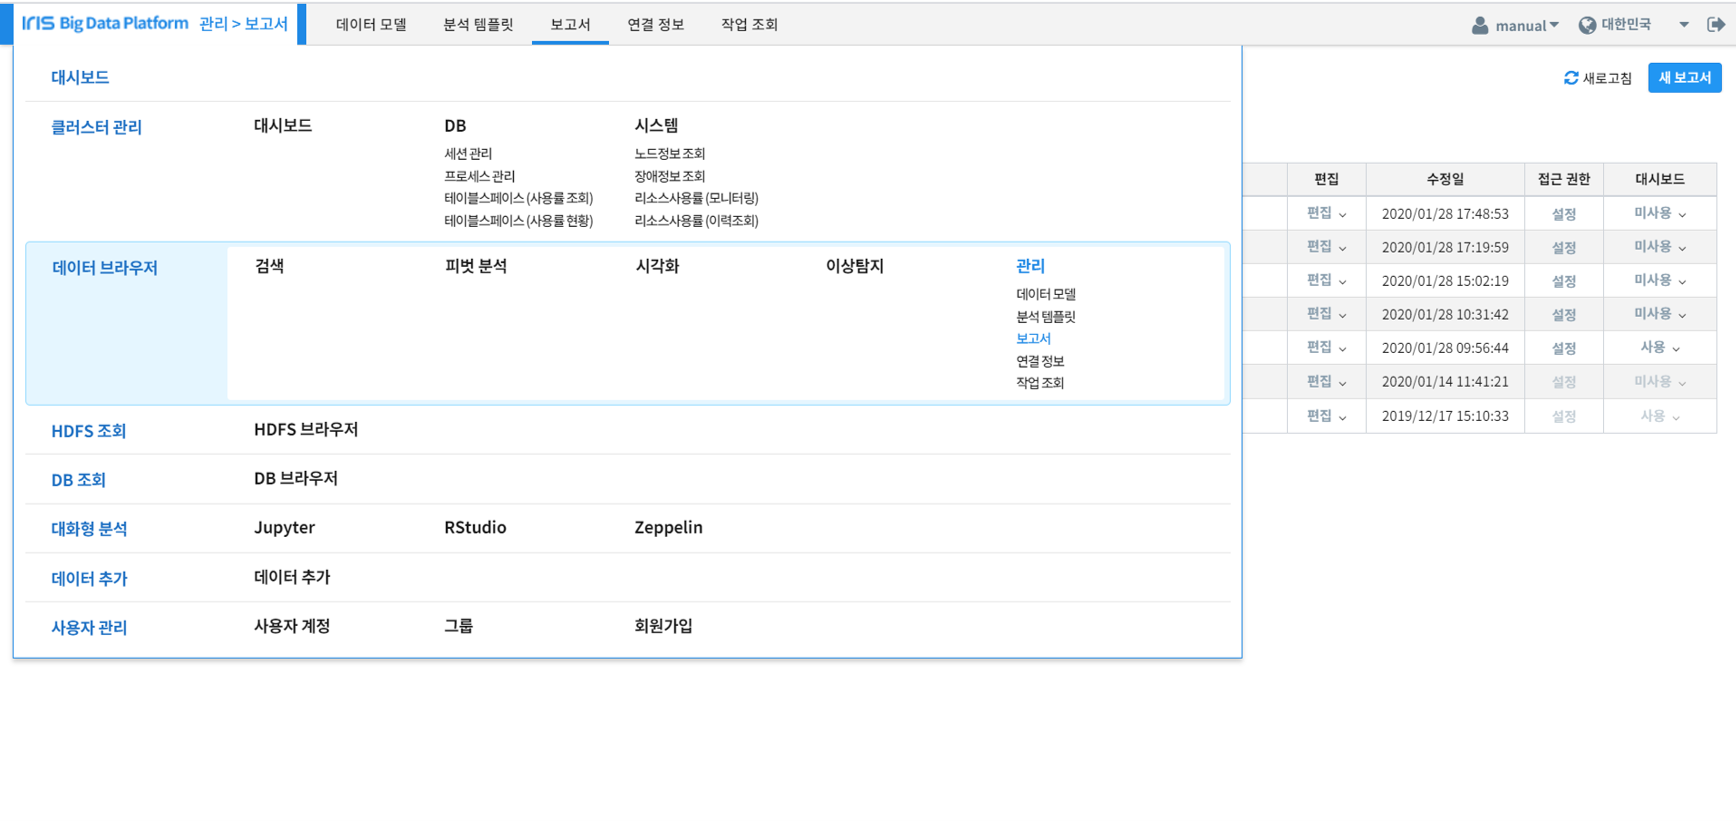 IRIS Big Data Platform 관리 > 보고서 데이터 모델 분석 템플릿 보고서 연결 정보 작업 조회 manual 대한민국
새로고침 새 보고서
대시보드
클러스터 관리 대시보드 DB 시스템
세션 관리 노드정보 조회
프로세스 관리 장애정보 조회
테이블스페이스 (사용률 조회) 리소스사용률 (모니터링)
테이블스페이스 (사용률 현황) 리소스사용률 (이력조회)
데이터 브라우저 검색 피벗 분석 시각화 이상탐지 관리
데이터 모델
분석 템플릿
보고서
연결 정보
작업 조회
HDFS 조회 HDFS 브라우저
DB 조회 DB 브라우저
대화형 분석 Jupyter RStudio Zeppelin
데이터 추가 데이터 추가
사용자 관리 사용자 계정 그룹 회원가입
편집 수정일 접근 권한 대시보드
편집 2020/01/28 17:48:53 설정 미사용
편집 2020/01/28 17:19:59 설정 미사용
편집 2020/01/28 15:02:19 설정 미사용
편집 2020/01/28 10:31:42 설정 미사용
편집 2020/01/28 09:56:44 설정 사용
편집 2020/01/14 11:41:21 설정 미사용
편집 2019/12/17 15:10:33 설정 사용